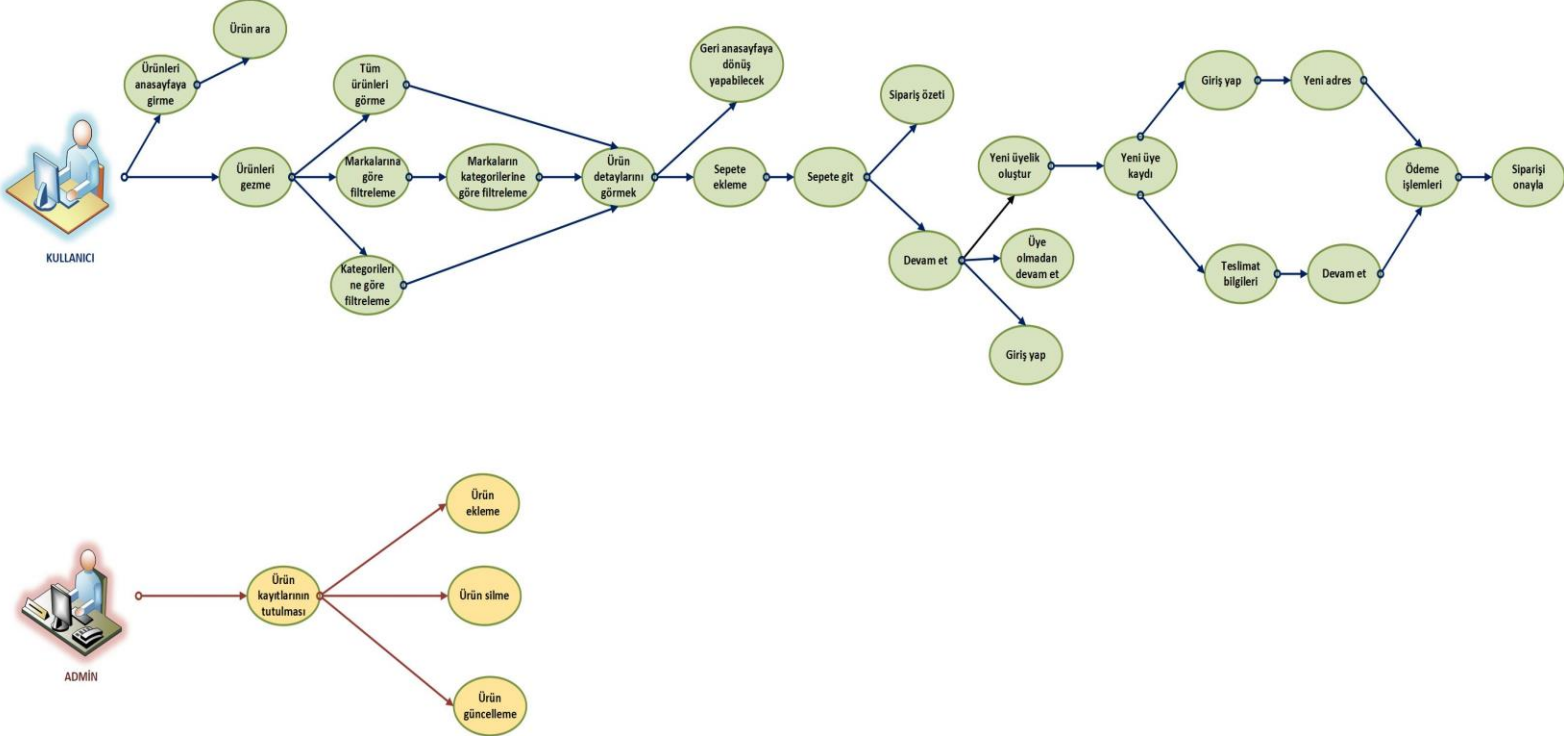 Ürün ara
Ürünleri
anasayfaya
girme
Tüm
ürünleri
görme
Geri anasayfaya
dönüş
yapabilecek
Sipariş özeti
Giriş yap
Yeni adres
Ürünleri
gezme
Markalarına
göre
filtreleme
Markaların
kategorilerine
göre filtreleme
Ürün
detaylarını
görmek
Sepete
ekleme
Sepete git
Yeni üyelik
oluştur
Yeni üye
kaydı
Ödeme
işlemleri
Siparişi
onayla
KULLANICI
Kategorileri
ne göre
filtreleme
Devam et
Üye
olmadan
devam et
Teslimat
bilgileri
Devam et
Giriş yap
Ürün
ekleme
Ürün
kayıtlarının
tutulması
Ürün silme
ADMİN
Ürün
güncelleme